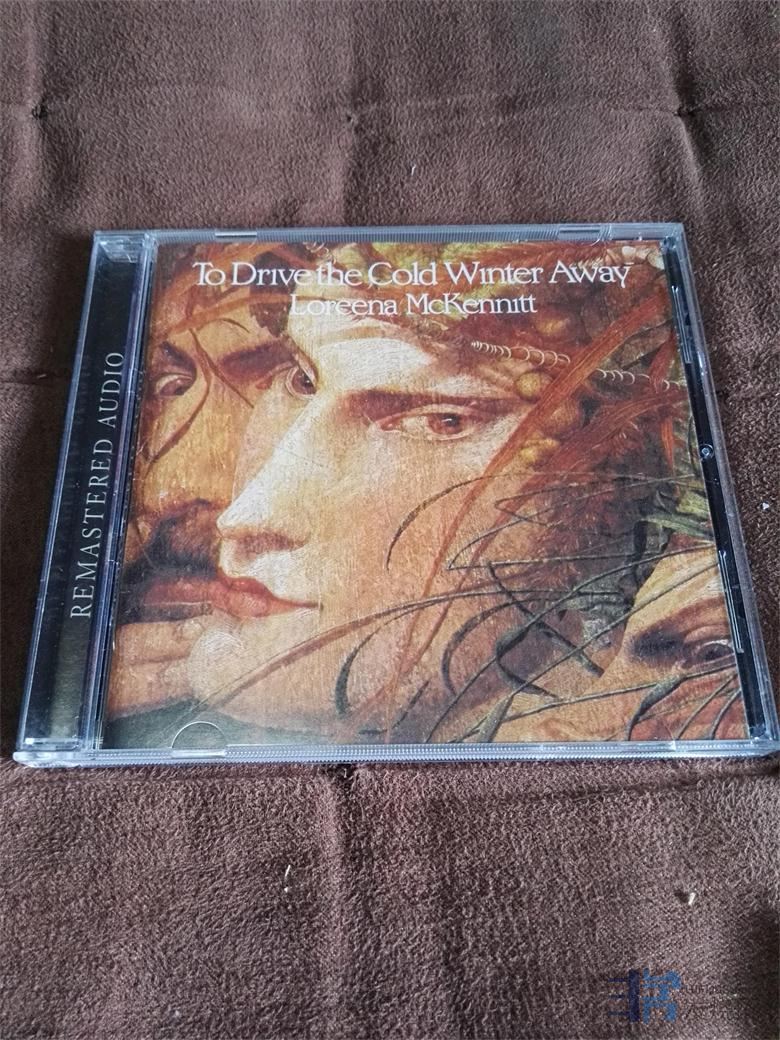 To Drive the Cold Winter Away
Loreena McKennitt
REMASTERED AUDIO